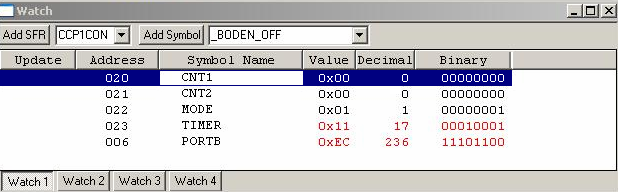 Watch
Add SFR CCP1CON Add Symbol _BODEN_OFF
Update Address Symbol Name Value Decimal Binary
020 CNT1 0x00 0 00000000
021 CNT2 0x00 0 00000000
022 MODE 0x01 1 00000001
023 TIMER 0x11 17 00010001
006 PORTB 0xEC 236 11101100
Watch 1 Watch 2 Watch 3 Watch 4